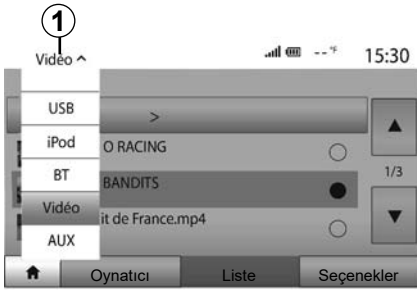 1
Vidéo ^ --°F 15:30
USB
>
iPod
O RACING
BT
BANDITS
1/3
Vidéo
it de France.mp4
AUX
Oynatıcı Liste Seçenekler